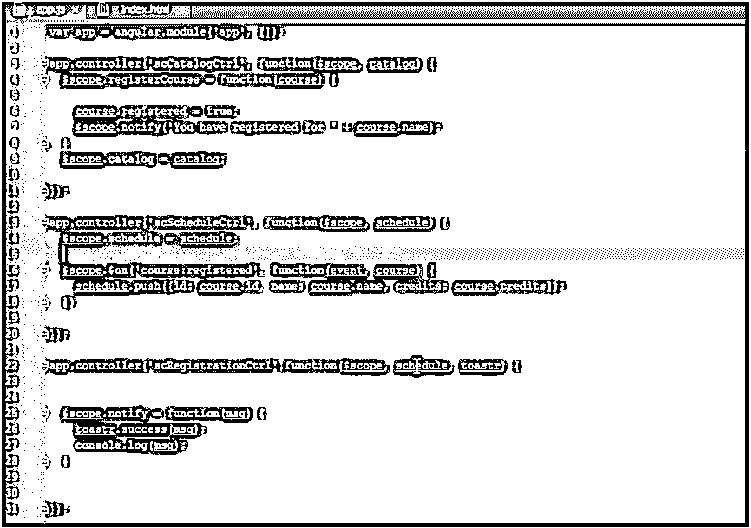 app.js index.html
1 var app = angular.module('app', []);
2
3 app.controller('scCatalogCtrl', function($scope, catalog) {
4 $scope.registerCourse = function(course) {
5
6 course.registered = true;
7 $scope.notify('You have registered for ' + course.name);
8 }
9 $scope.catalog = catalog;
10
11 });
12
13 app.controller('scScheduleCtrl', function($scope, schedule) {
14 $scope.schedule = schedule;
15
16 $scope.$on('course:registered', function(event, course) {
17 schedule.push({id: course.id, name: course.name, credits: course.credits});
18 })
19
20 });
21
22 app.controller('scRegistrationCtrl' function($scope, schedule, toastr) {
23
25 $scope.notify = function(msg) {
26 toastr.success(msg);
27 console.log(msg);
28 }
29
30
31 });